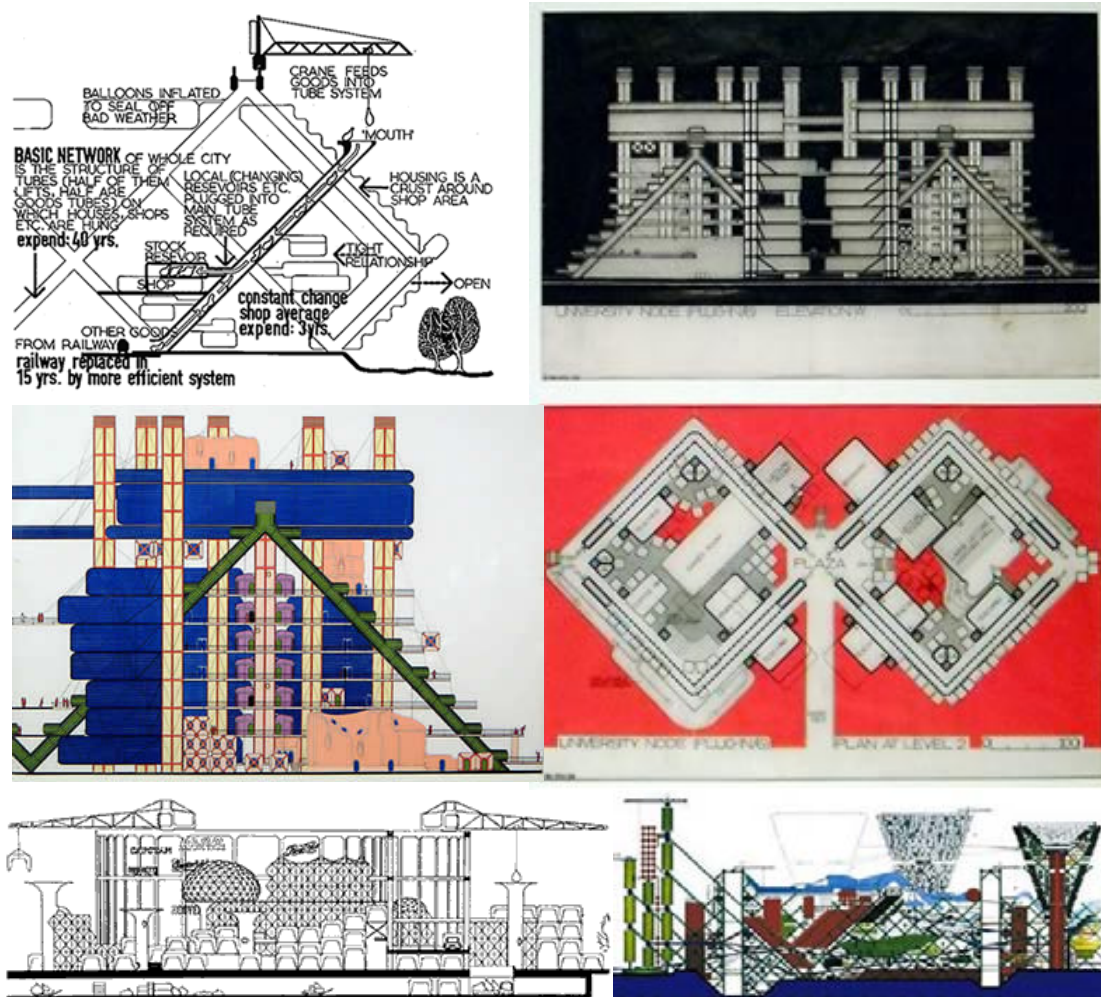 CRANE FEEDS
GOODS INTO
TUBE SYSTEM
BALLOONS INFLATED
TO SEAL OFF
BAD WEATHER
'MOUTH'
BASIC NETWORK OF WHOLE CITY
IS THE STRUCTURE OF
TUBES (HALF OF THEM
LIFTS, HALF ARE
GOODS TUBES) ON
WHICH HOUSES, SHOPS
ETC. ARE HUNG
expend: 40 yrs.
LOCAL (CHANGING)
RESEVOIRS ETC.
PLUGGED INTO
MAIN TUBE
SYSTEM AS
REQUIRED
HOUSING IS A
CRUST AROUND
SHOP AREA
STOCK
RESEVOIR
SHOP
TIGHT
RELATIONSHIP
OPEN
constant change
shop average
expend: 3yrs.
OTHER GOODS
FROM RAILWAY
railway replaced in
15 yrs. by more efficient system
UNIVERSITY NODE (PLUG-IN/6) ELEVATION
200
PLAZA
UNIVERSITY NODE (PLUG-IN/6) PLAN AT LEVEL 2 0 100